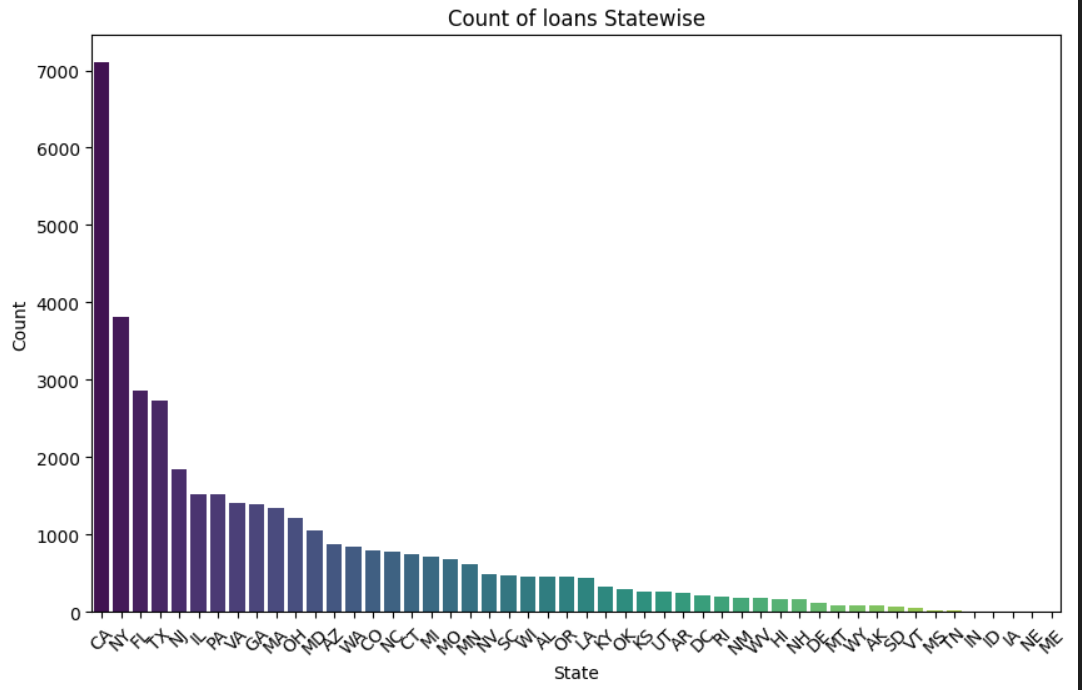 Count of loans Statewise
7000
6000
5000
4000
3000
2000
1000
0
Count
CA NY FL TX NJ IL PA VA GA MA OH MD AZ WA CO NC CT MI MO MN NV SC WI AL OR LA KY OK KS UT AR DC RI NM WV HI NH DE MT WY AK SD VT MS TN IN ID IA NE ME
State